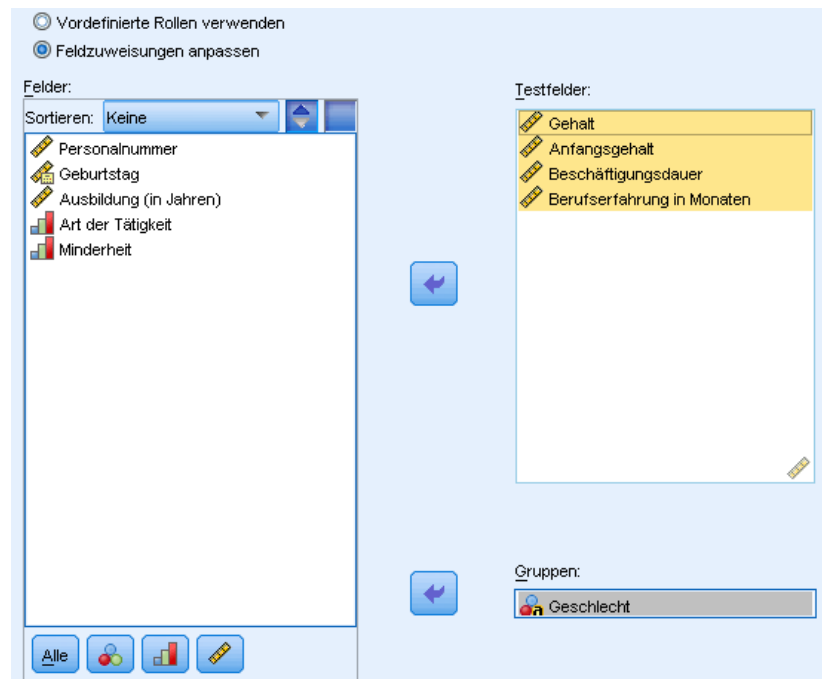 Vordefinierte Rollen verwenden
Feldzuweisungen anpassen
Felder:
Sortieren: Keine
Personalnummer
Geburtstag
Ausbildung (in Jahren)
Art der Tätigkeit
Minderheit
Alle
Testfelder:
Gehalt
Anfangsgehalt
Beschäftigungsdauer
Berufserfahrung in Monaten
Gruppen:
a Geschlecht